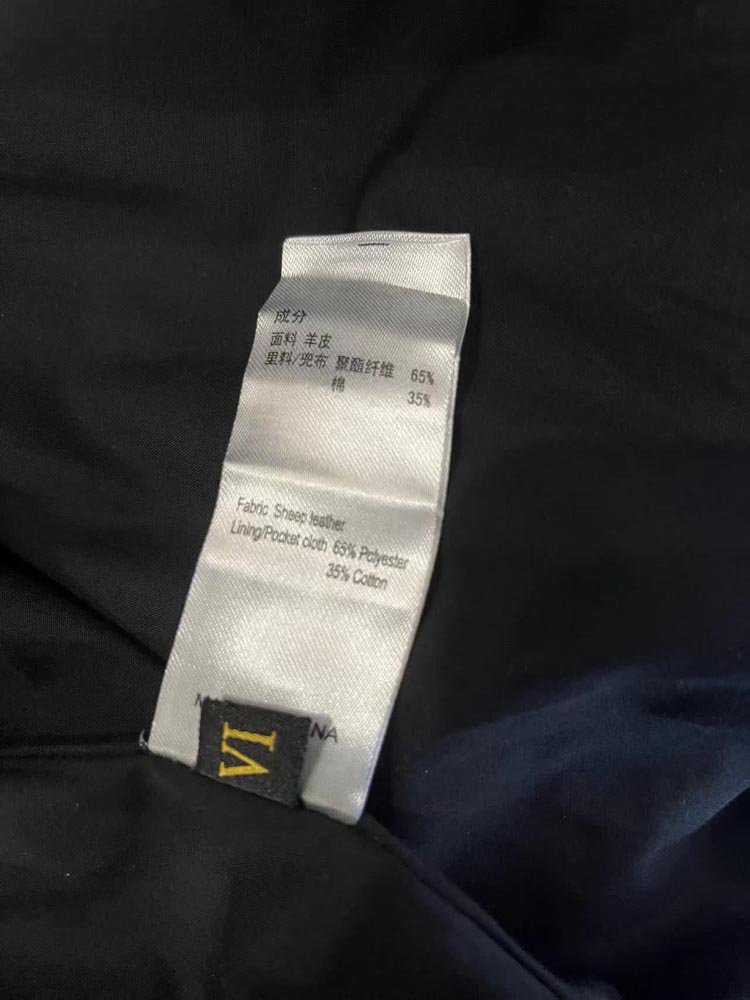 成分
面料 羊皮
里料/兜布 聚酯纤维 65%
棉 35%
Fabric Sheep leather
Lining/Pocket cloth 65% Polyester
35% Cotton
VI